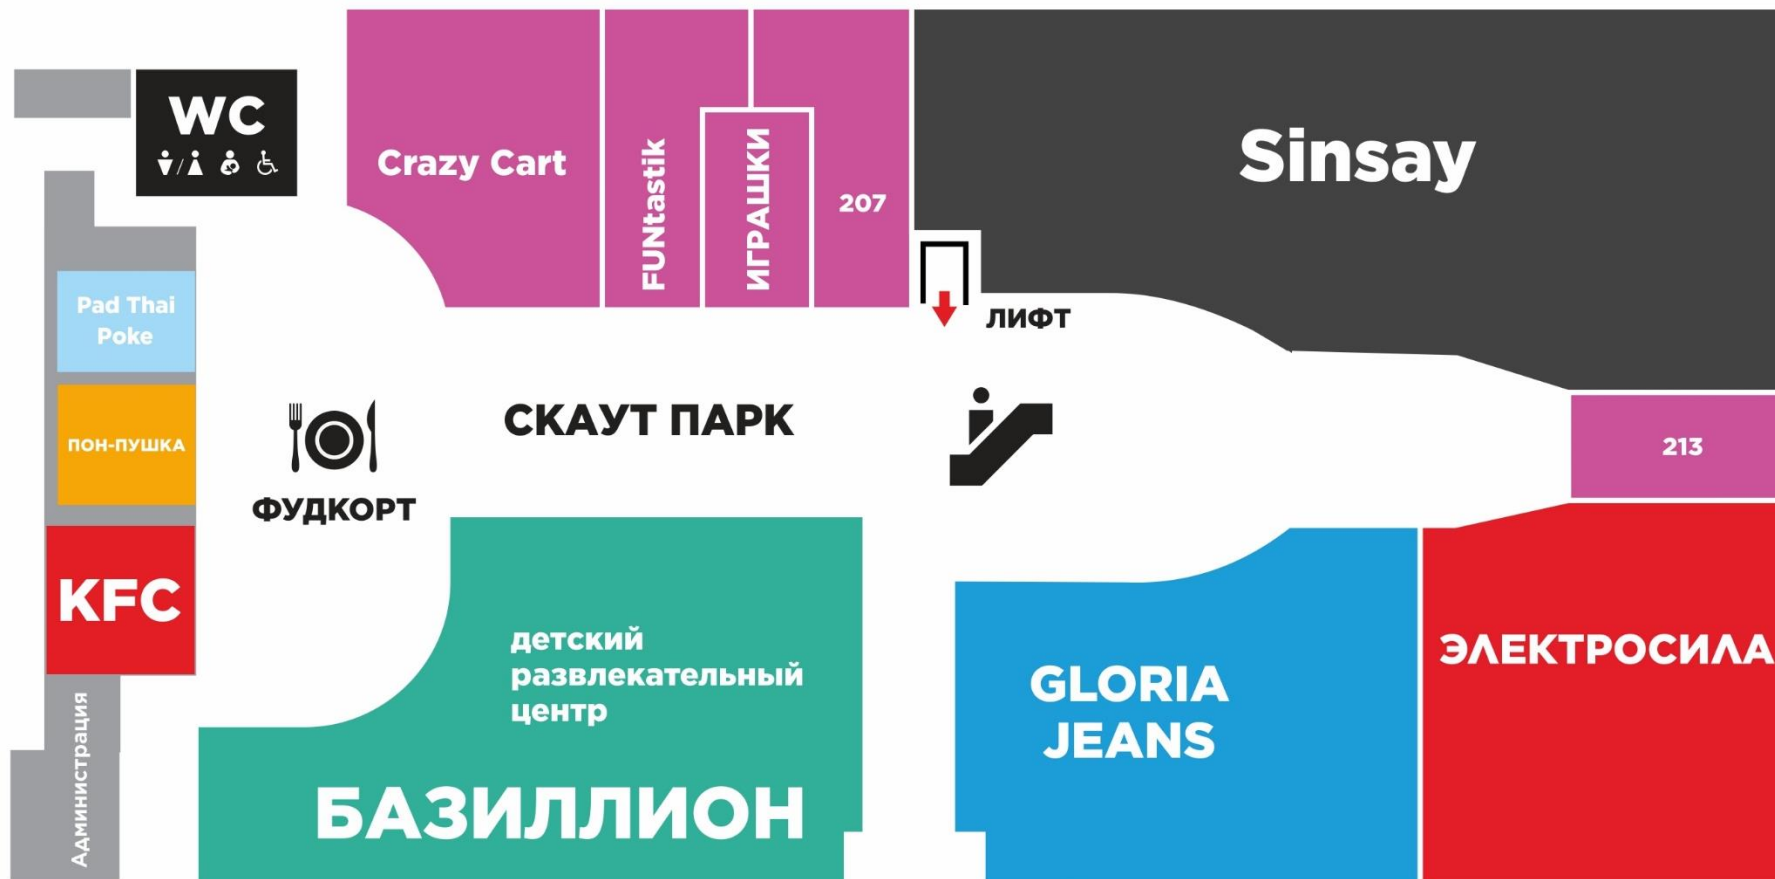 WC
Crazy Cart
FUNtastik
ИГРАШКИ
207
Sinsay
ЛИФТ
Pad Thai
Poke
ПОН-ПУШКА
KFC
Администрация
ФУДКОРТ
СКАУТ ПАРК
213
детский
развлекательный
центр
БАЗИЛЛИОН
GLORIA
JEANS
ЭЛЕКТРОСИЛА